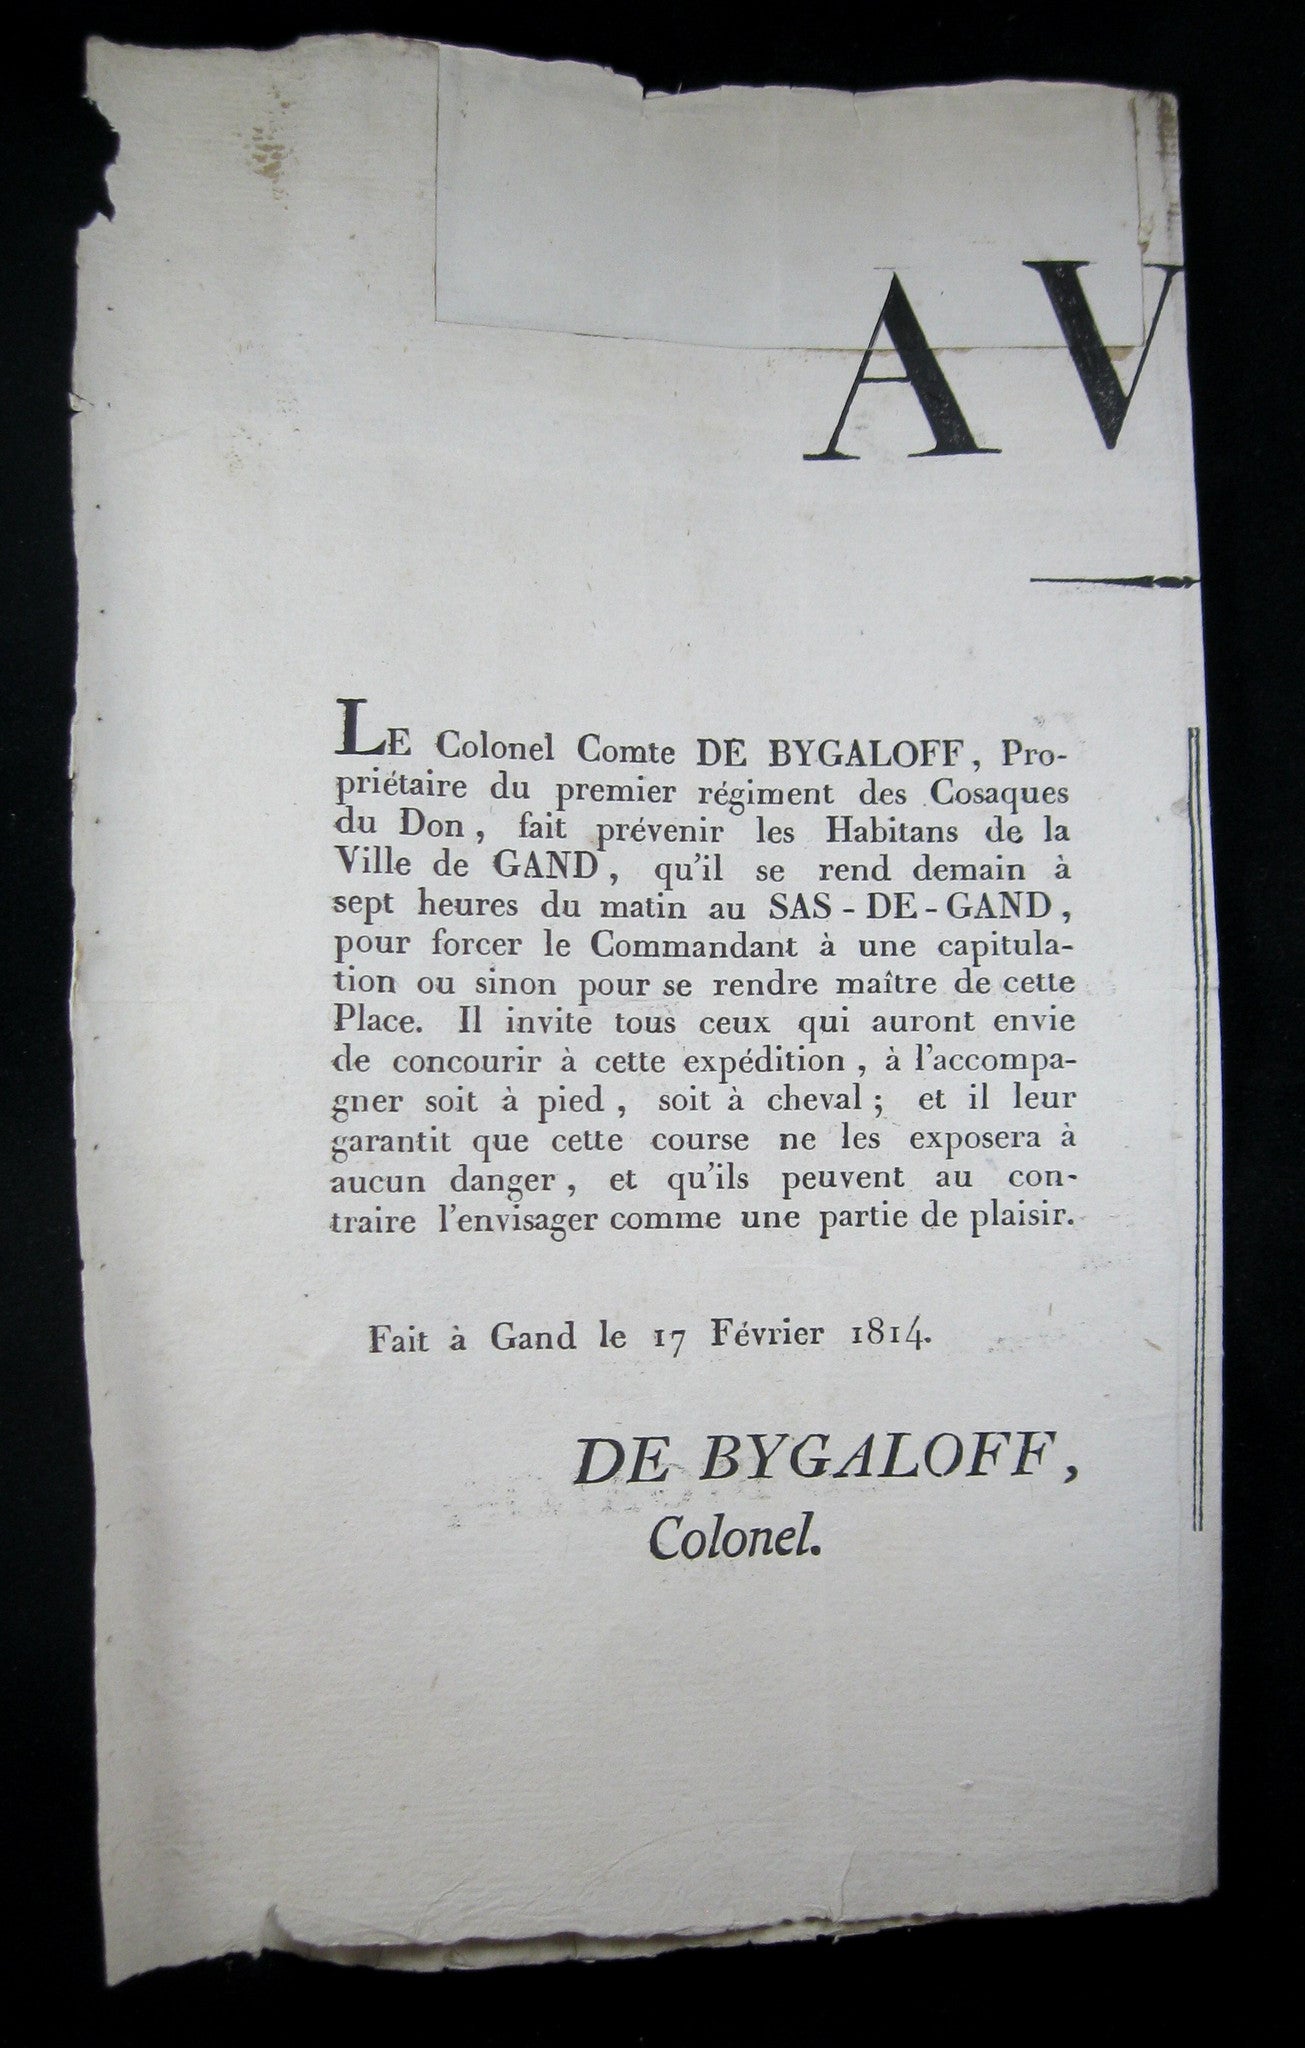 AV
LE Colonel Comte DE BYGALOFF, Pro-
priétaire du premier régiment des Cosaques
du Don, fait prévenir les Habitans de la
Ville de GAND, qu'il se rend demain à
sept heures du matin au SAS-DE-GAND,
pour forcer le Commandant à une capitula-
tion ou sinon pour se rendre maître de cette
Place. Il invite tous ceux qui auront envie
de concourir à cette expédition, à l'accompa-
gner soit à pied, soit à cheval; et il leur
garantit que cette course ne les exposera à
aucun danger, et qu'ils peuvent au con-
traire l'envisager comme une partie de plaisir.
Fait à Gand le 17 Février 1814.
DE BYGALOFF,
Colonel.